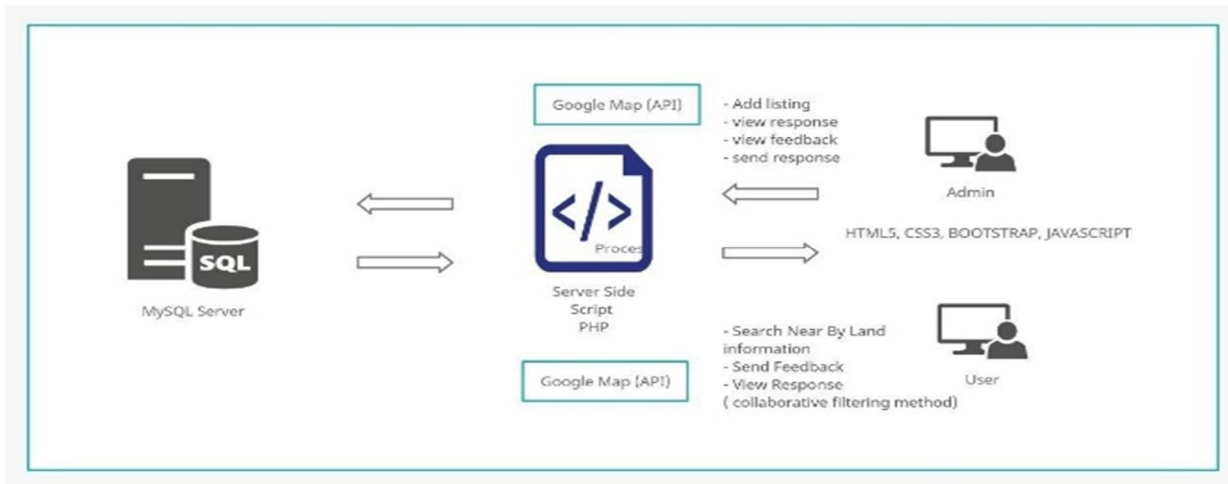 Google Map (API)
- Add listing
- view response
- view feedback
- send response
Admin
HTML5, CSS3, BOOTSTRAP, JAVASCRIPT
</>
Proces
SQL
MySQL Server
Server Side
Script
PHP
Google Map (API)
- Search Near By Land
information
- Send Feedback
- View Response
( collaborative filtering method)
User